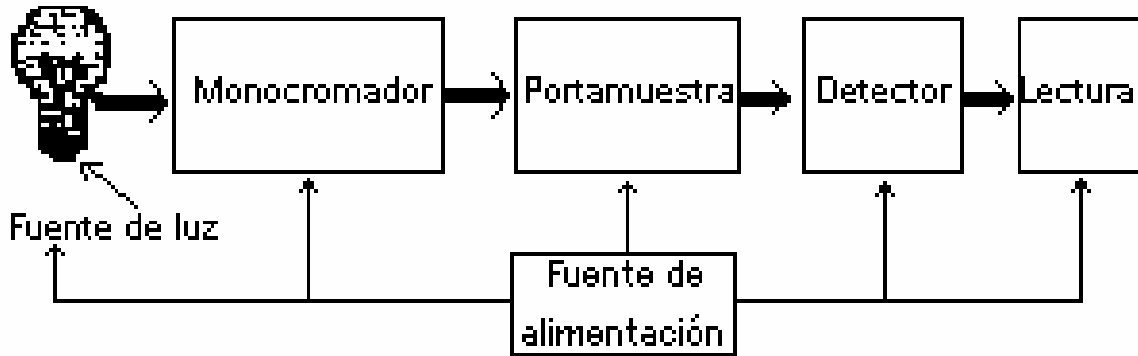 Monocromador
Portamuestra
Detector
Lectura
Fuente de luz
Fuente de
alimentación